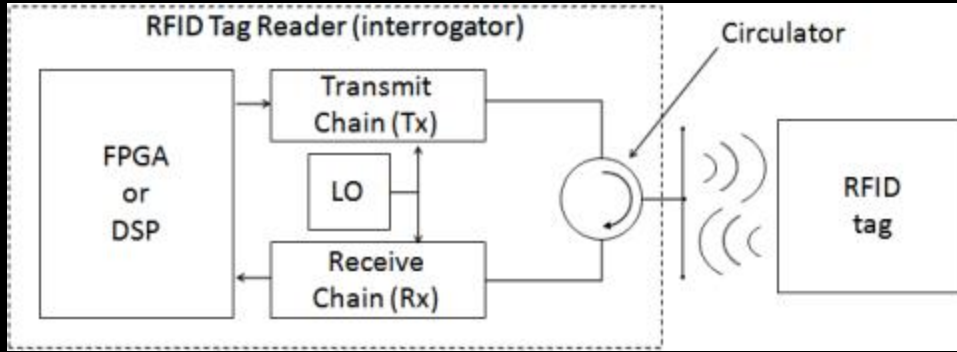 RFID Tag Reader (interrogator)
Circulator
Transmit
Chain (Tx)
FPGA
or
DSP
LO
RFID
tag
Receive
Chain (Rx)